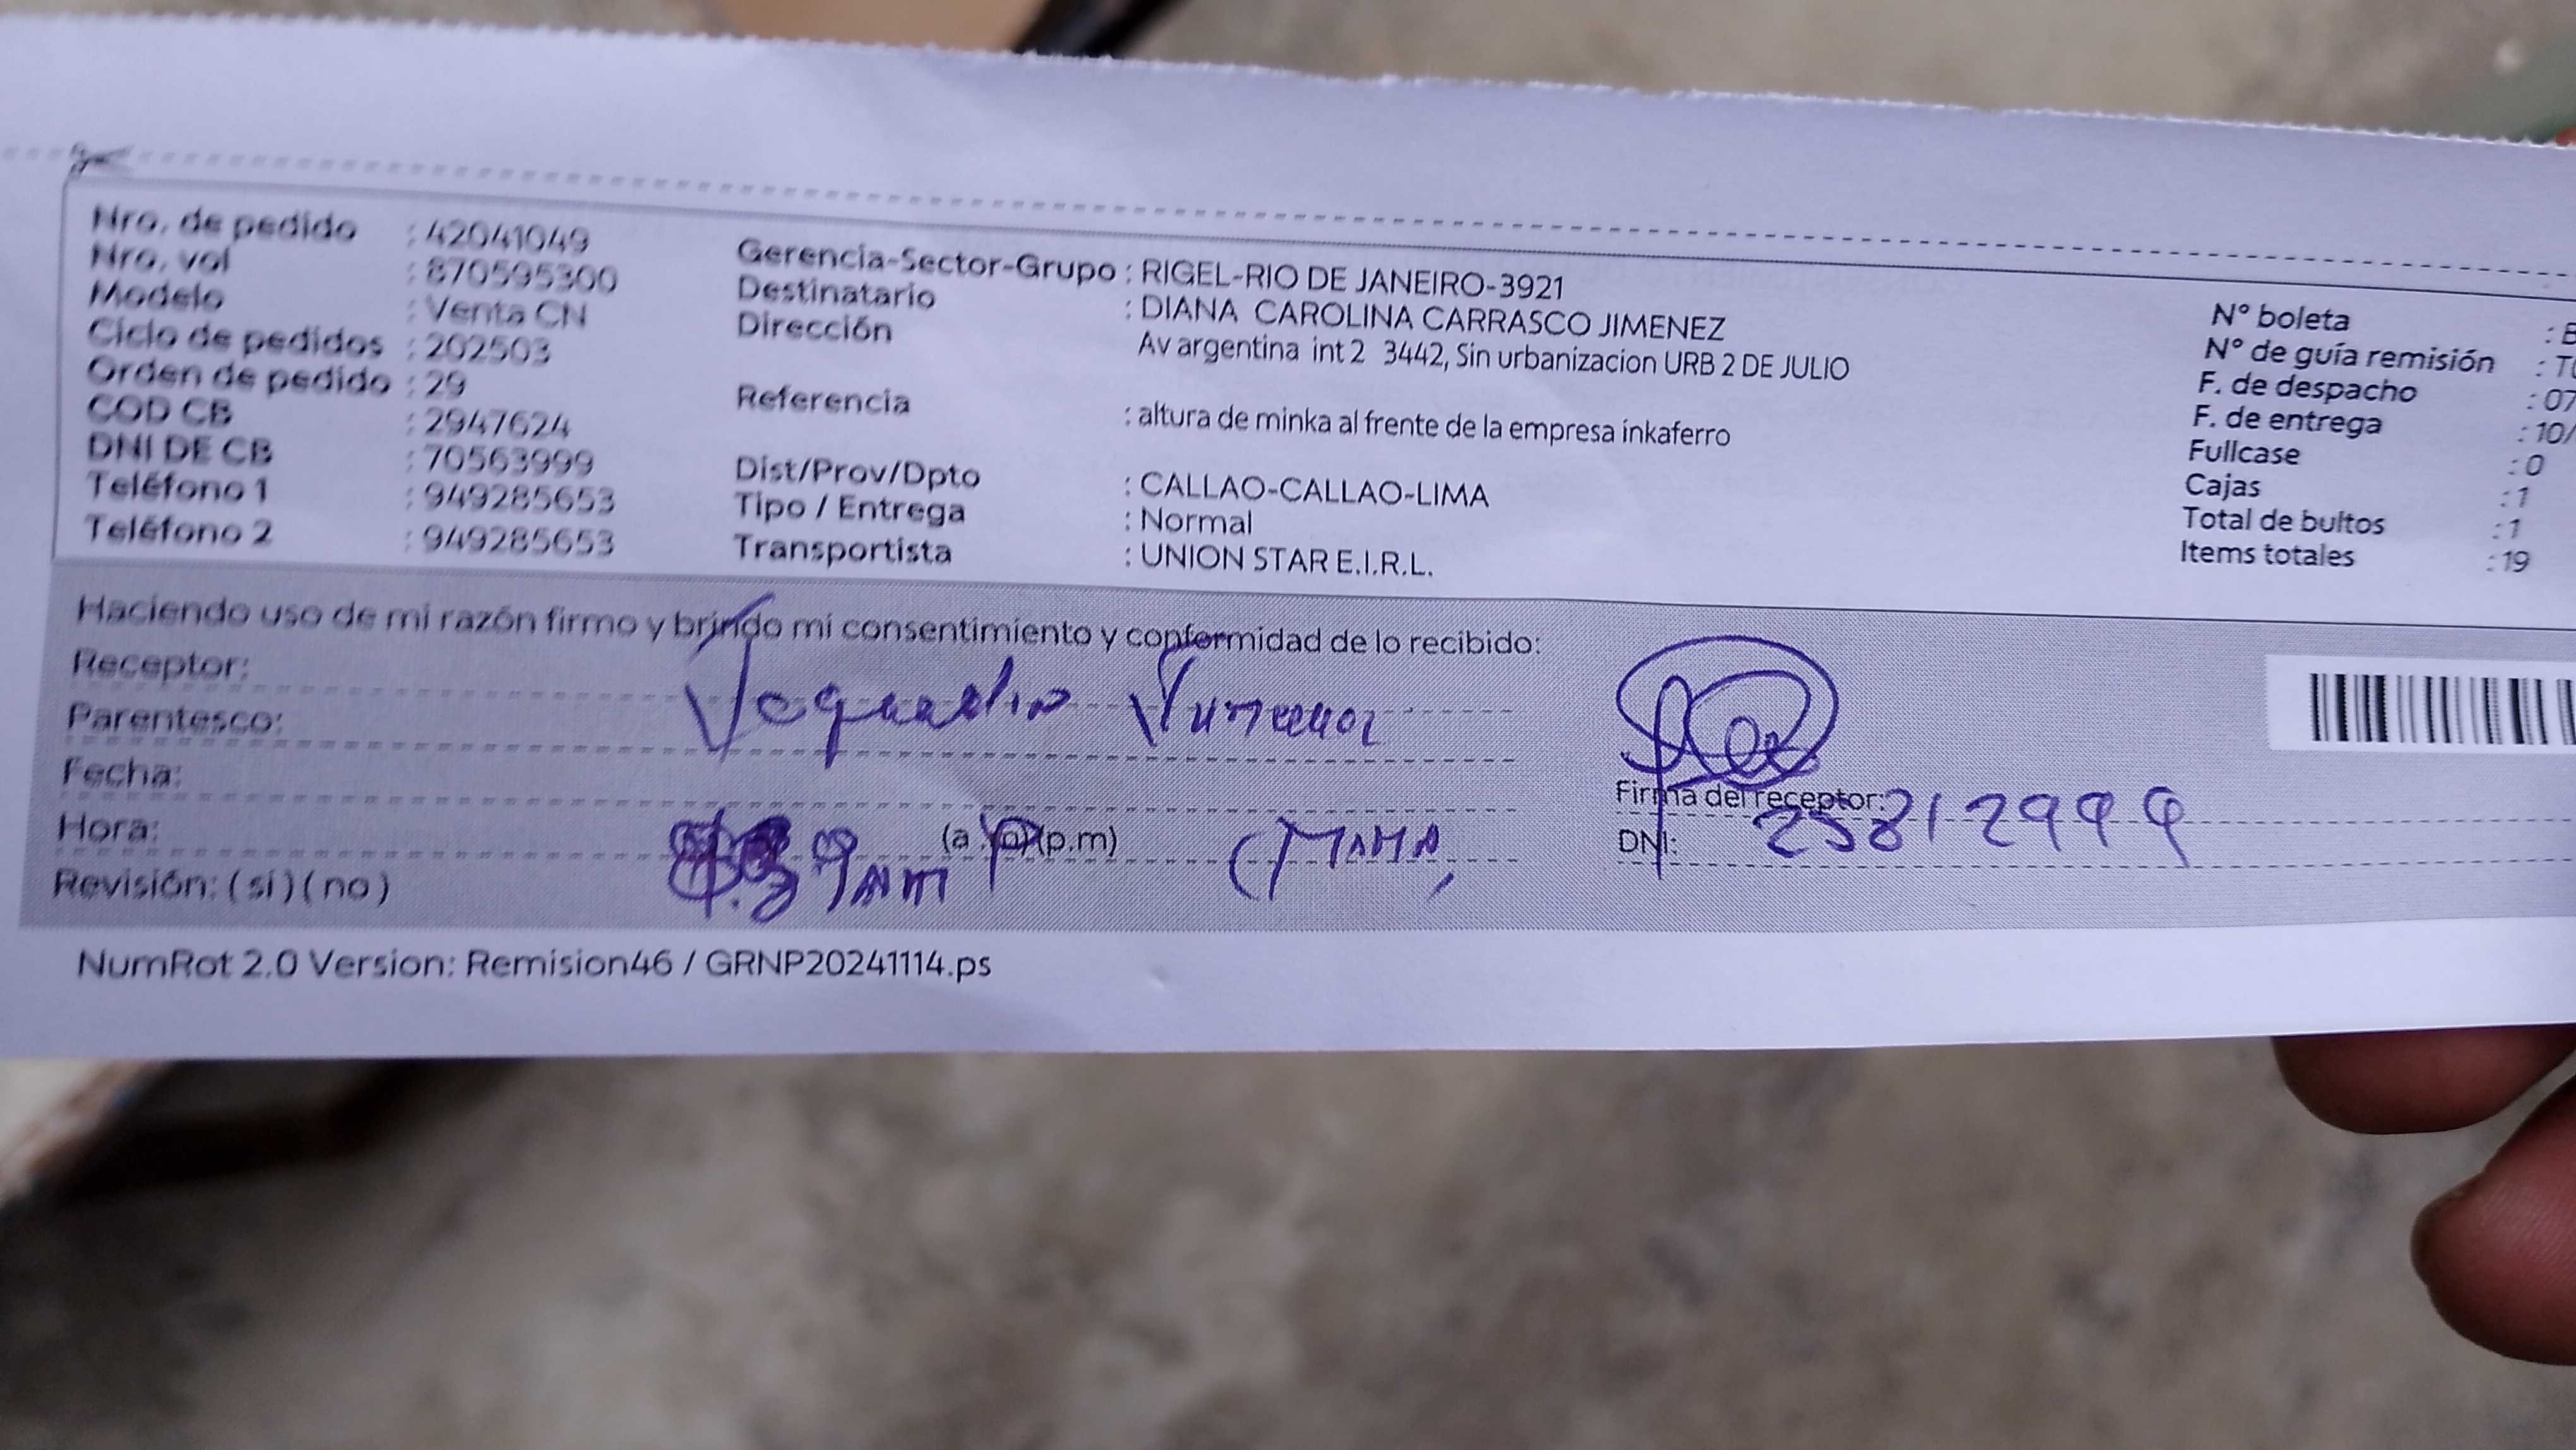 Nro. de pedido : 42041049
Nro. vol : 870595300
Modelo : Venta CN
Ciclo de pedidos : 202503
Orden de pedido : 29
COD CB : 2947624
DNI DE CB : 70563999
Teléfono 1 : 949285653
Teléfono 2 : 949285653
Gerencia-Sector-Grupo : RIGEL-RIO DE JANEIRO-3921
Destinatario : DIANA CAROLINA CARRASCO JIMENEZ
Dirección Av argentina int 2 3442, Sin urbanizacion URB 2 DE JULIO
Referencia : altura de minka al frente de la empresa inkaferro
Dist/Prov/Dpto : CALLAO-CALLAO-LIMA
Tipo / Entrega : Normal
Transportista : UNION STAR E.I.R.L.
N° boleta :
N° de guía remisión :
F. de despacho : 07
F. de entrega : 10/
Fullcase : 0
Cajas : 1
Total de bultos : 1
Items totales : 19
Haciendo uso de mi razón firmo y brindo mi consentimiento y conformidad de lo recibido:
Receptor:
Parentesco:
Fecha:
Hora: (p.m) (MAMA,
Revisión: (si) (no)
Firma del receptor:
DNI: 25812999
NumRot 2.0 Version: Remision46 / GRNP20241114.ps